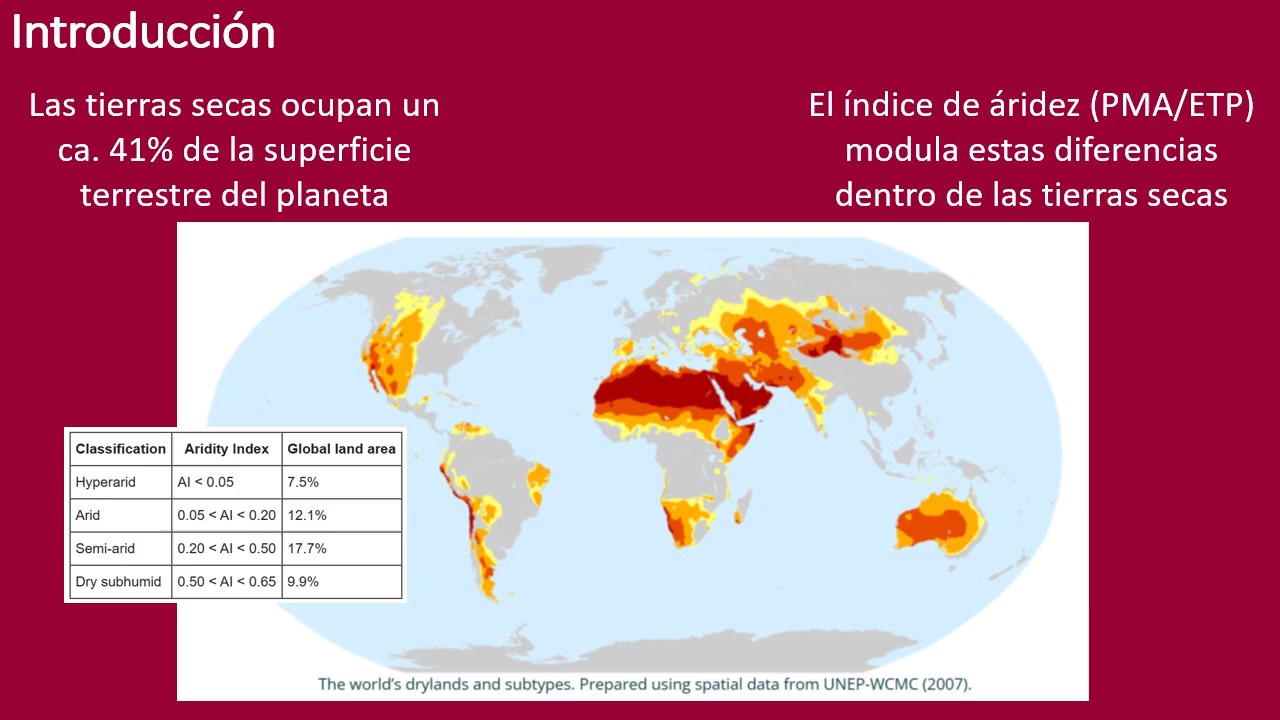 Introducción
Las tierras secas ocupan un
ca. 41% de la superficie
terrestre del planeta
El índice de áridez (PMA/ETP)
modula estas diferencias
dentro de las tierras secas
Classification Aridity Index Global land area
Hyperarid AI < 0.05 7.5%
Arid 0.05 < AI < 0.20 12.1%
Semi-arid 0.20 < AI < 0.50 17.7%
Dry subhumid 0.50 < AI < 0.65 9.9%
The world's drylands and subtypes. Prepared using spatial data from UNEP-WCMC (2007).